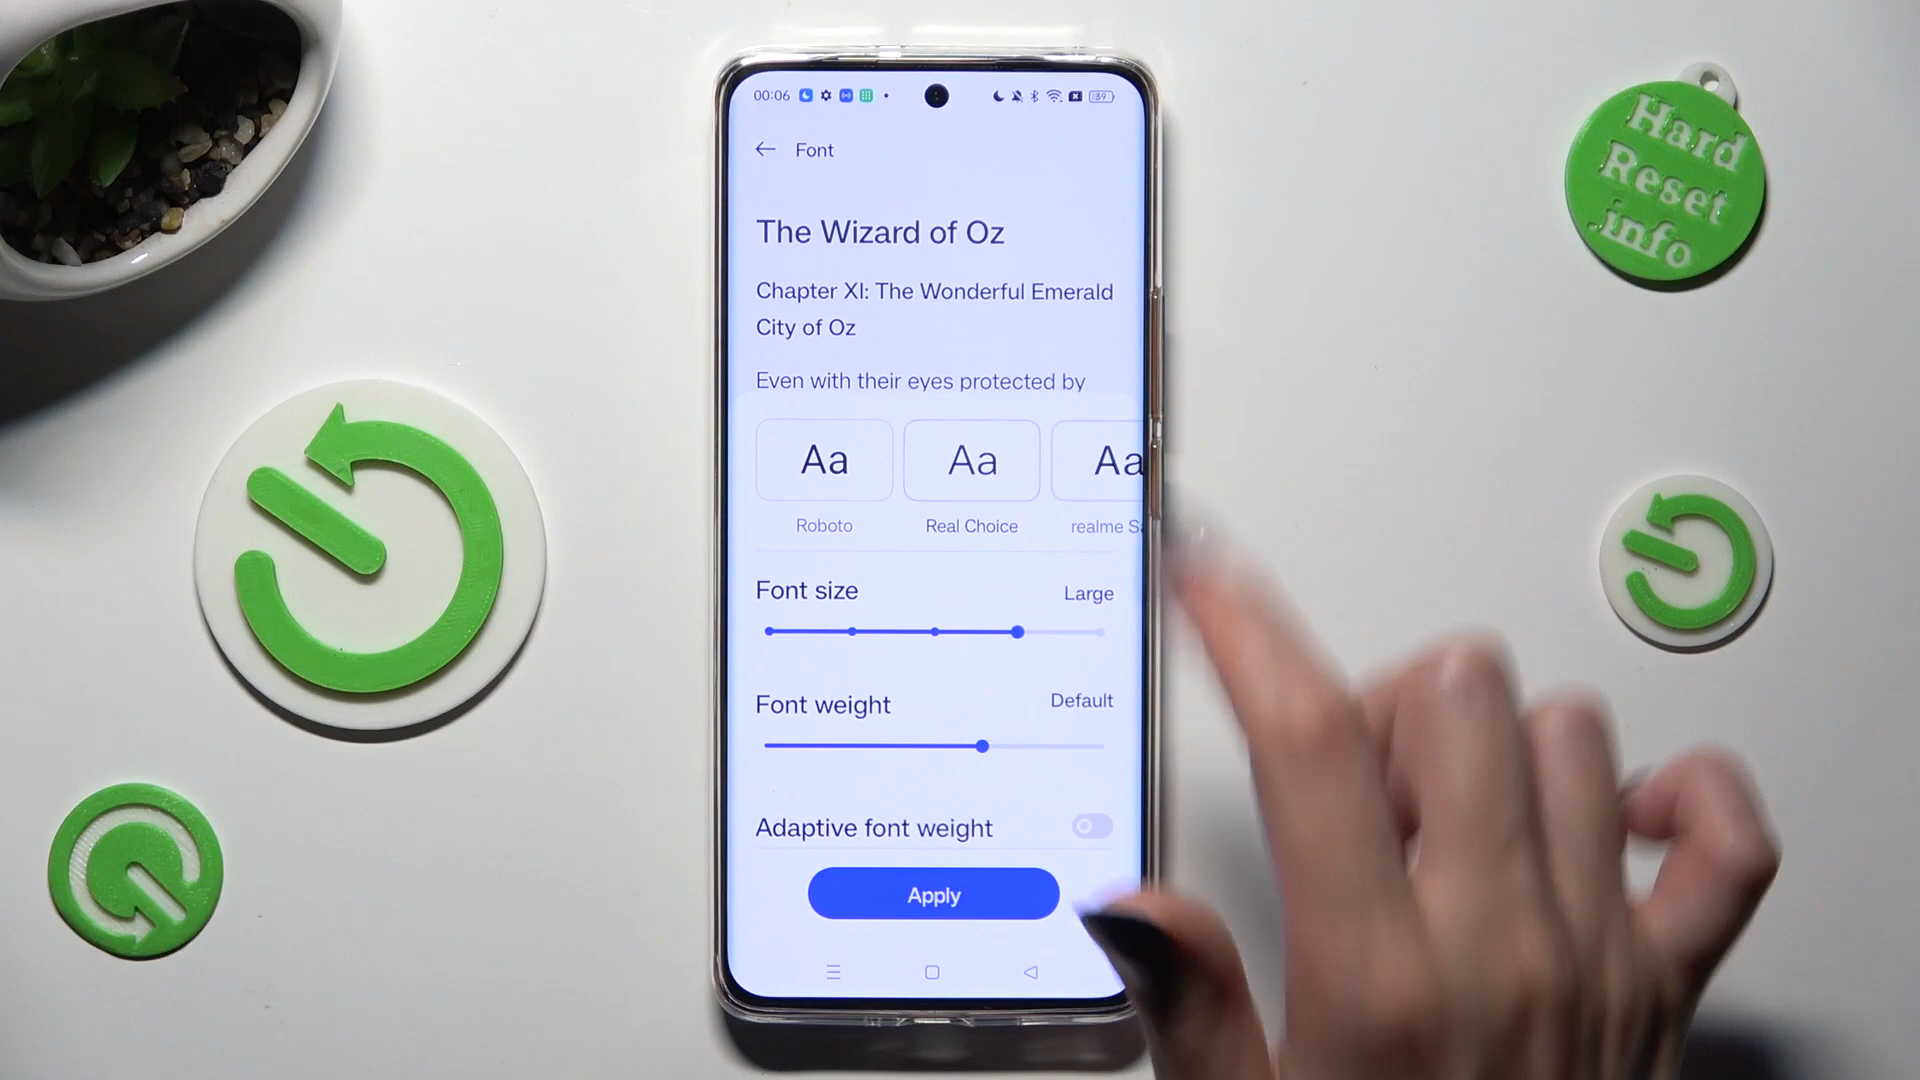 00:06
39
Font
The Wizard of Oz
Chapter XI: The Wonderful Emerald
City of Oz
Even with their eyes protected by
Aa
Aa
Aa
Roboto
Real Choice
realme
Font size
Large
Font weight
Default
Adaptive font weight
Apply
Hard
Reset
.info